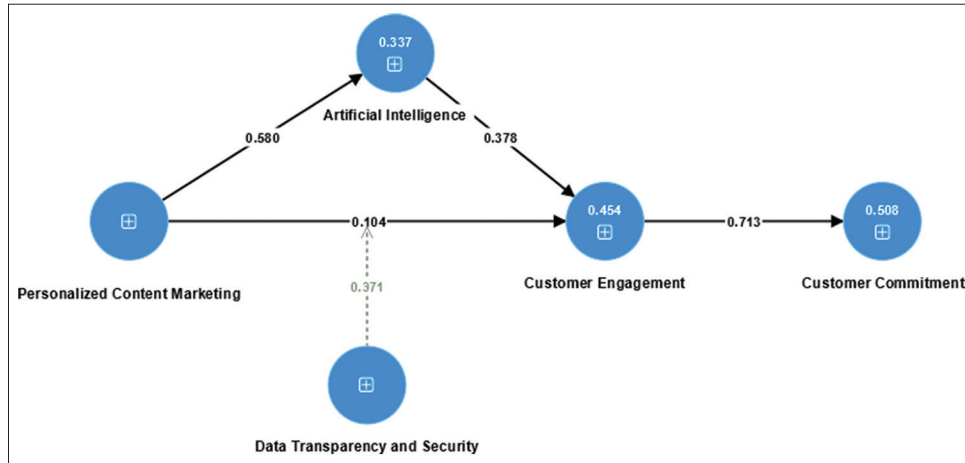 0.337
Artificial Intelligence
0.580
0.378
0.104
0.454
0.713
0.508
Personalized Content Marketing
Customer Engagement
Customer Commitment
0.371
Data Transparency and Security